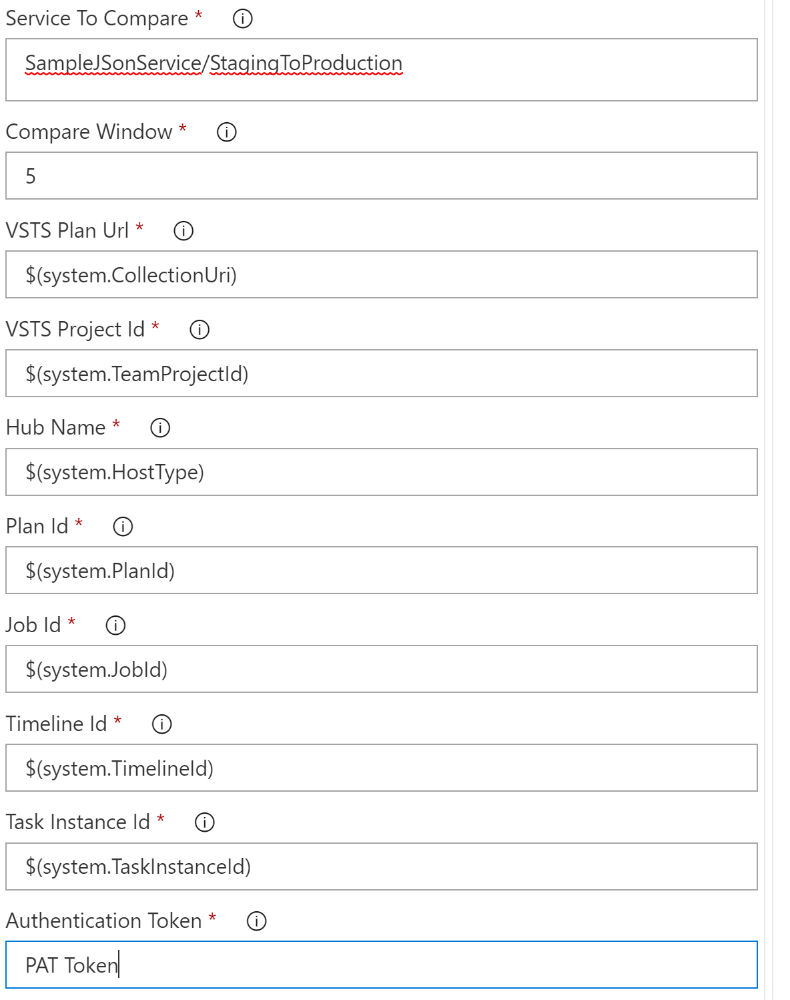 Service To Compare *
SampleJSonService/StagingToProduction
Compare Window *
5
VSTS Plan Url *
$(system.CollectionUri)
VSTS Project Id *
$(system.TeamProjectId)
Hub Name *
$(system.HostType)
Plan Id *
$(system.PlanId)
Job Id *
$(system.JobId)
Timeline Id *
$(system.TimelineId)
Task Instance Id *
$(system.TaskInstanceId)
Authentication Token *
PAT Token